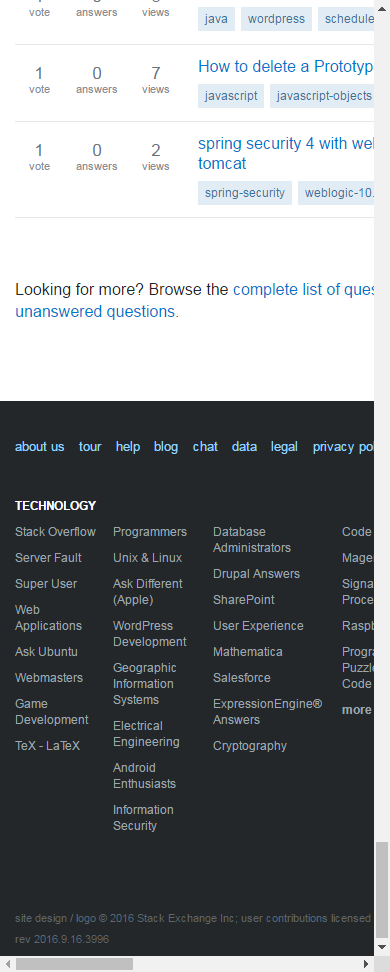 vote answers views
java wordpress schedule
1 0 7 How to delete a Prototyp
vote answers views
javascript javascript-objects
1 0 2 spring security 4 with wel
vote answers views tomcat
spring-security weblogic-10.
Looking for more? Browse the complete list of ques
unanswered questions.
about us tour help blog chat data legal privacy pol
TECHNOLOGY
Stack Overflow
Server Fault
Super User
Web
Applications
Ask Ubuntu
Webmasters
Game
Development
TeX - LaTeX
Programmers
Unix & Linux
Ask Different
(Apple)
WordPress
Development
Geographic
Information
Systems
Electrical
Engineering
Android
Enthusiasts
Information
Security
Database
Administrators
Drupal Answers
SharePoint
User Experience
Mathematica
Salesforce
ExpressionEngine®
Answers
Cryptography
Code
Mage
Signa
Proce
Raspb
Progra
Puzzle
Code
more
site design / logo © 2016 Stack Exchange Inc; user contributions licensed
rev 2016.9.16.3996